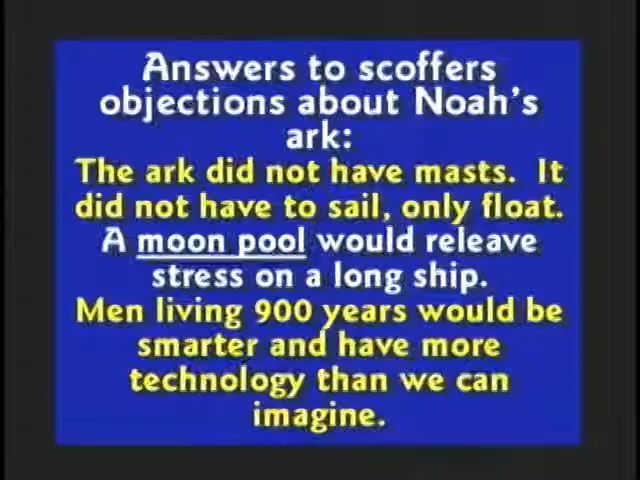 Answers to scoffers
objections about Noah's
ark:
The ark did not have masts. It
did not have to sail, only float.
A moon pool would releave
stress on a long ship.
Men living 900 years would be
smarter and have more
technology than we can
imagine.